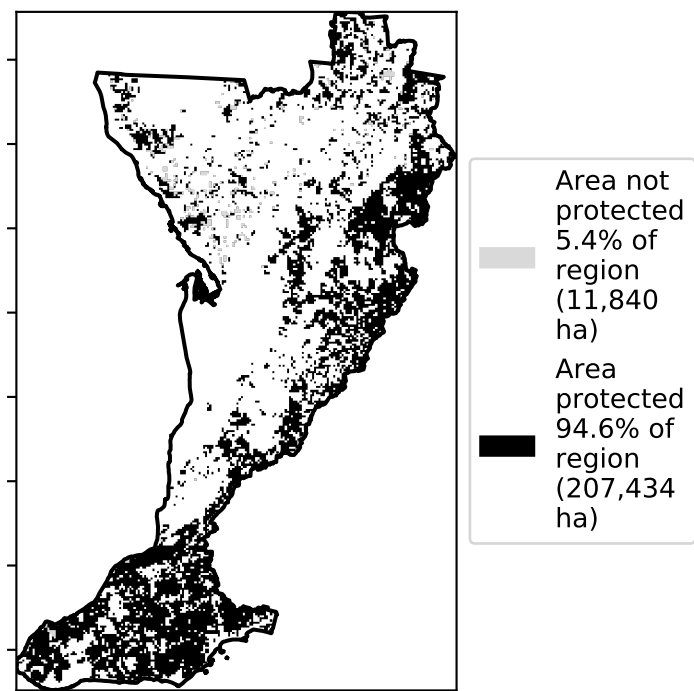 Area not
protected
5.4% of
region
(11,840
ha)
Area
protected
94.6% of
region
(207,434
ha)